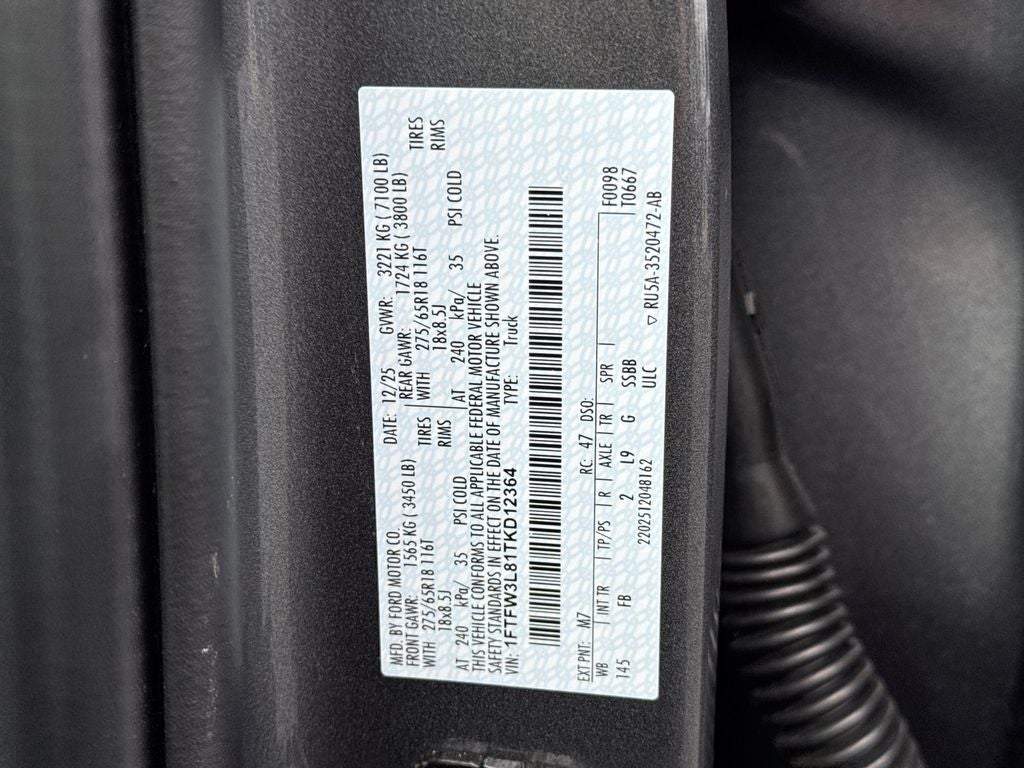 MFD. BY FORD MOTOR CO. DATE: 12/25 GVWR: 3221 KG ( 7100 LB)
FRONT GAWR: 1565 KG ( 3450 LB) REAR GAWR: 1724 KG ( 3800 LB)
WITH 275/65R18 116T TIRES WITH 275/65R18 116T TIRES
18x8.5J RIMS 18x8.5J RIMS
AT 240 kPa/ 35 PSI COLD AT 240 kPa/ 35 PSI COLD
THIS VEHICLE CONFORMS TO ALL APPLICABLE FEDERAL MOTOR VEHICLE
SAFETY STANDARDS IN EFFECT ON THE DATE OF MANUFACTURE SHOWN ABOVE.
VIN: 1FTFW3L81TKD12364 TYPE: Truck
EXT PNT: M7 RC: 47 DSO: F0098
WB INT TR TP/PS R AXLE TR SPR T0667
145 FB 2 L9 G SSBB
2202512048162 ULC
▽ RU5A-3520472-AB